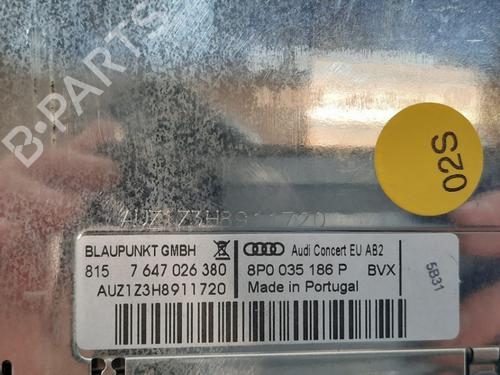 B-PARTS
02S
AUZ1Z3H8911720
BLAUPUNKT GMBH
Audi Concert EU AB2
815 7 647 026 380
8P0 035 186 P BVX
AUZ1Z3H8911720
Made in Portugal
5B31